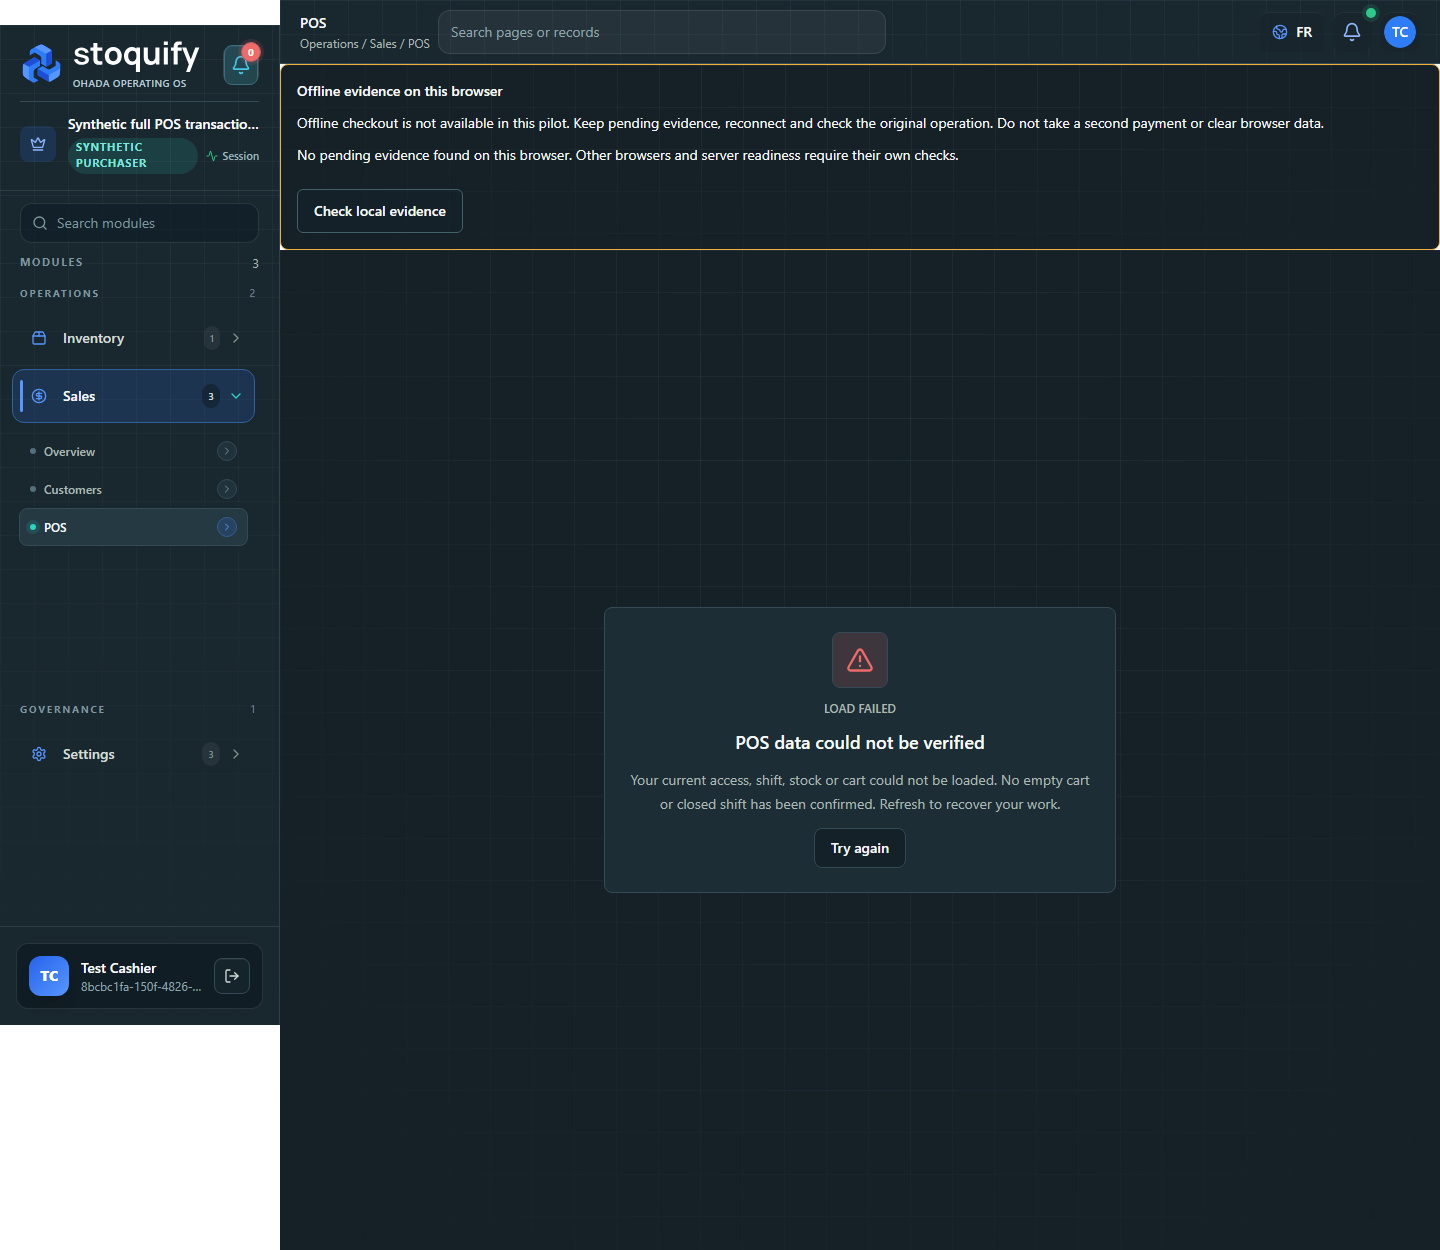 stoquify
OHADA OPERATING OS
0
Synthetic full POS transactio...
SYNTHETIC
PURCHASER
Session
Search modules
MODULES
3
OPERATIONS
2
Inventory
1
Sales
3
Overview
Customers
POS
GOVERNANCE
1
Settings
3
TC
Test Cashier
8bcbc1fa-150f-4826-...
POS
Operations / Sales / POS
Search pages or records
FR
TC
Offline evidence on this browser
Offline checkout is not available in this pilot. Keep pending evidence, reconnect and check the original operation. Do not take a second payment or clear browser data.
No pending evidence found on this browser. Other browsers and server readiness require their own checks.
Check local evidence
LOAD FAILED
POS data could not be verified
Your current access, shift, stock or cart could not be loaded. No empty cart
or closed shift has been confirmed. Refresh to recover your work.
Try again